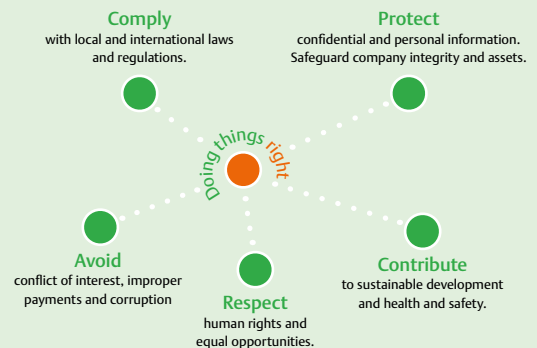 Comply
with local and international laws
and regulations.
Protect
confidential and personal information.
Safeguard company integrity and assets.
Doing things right
Avoid
conflict of interest, improper
payments and corruption
Respect
human rights and
equal opportunities.
Contribute
to sustainable development
and health and safety.